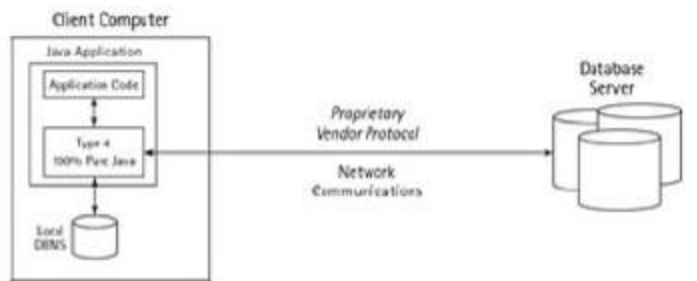 Client Computer
Java Application
Application Code
Type 4
100% Pure Java
Local
DBMS
Proprietary
Vendor Protocol
Network
Communications
Database
Server